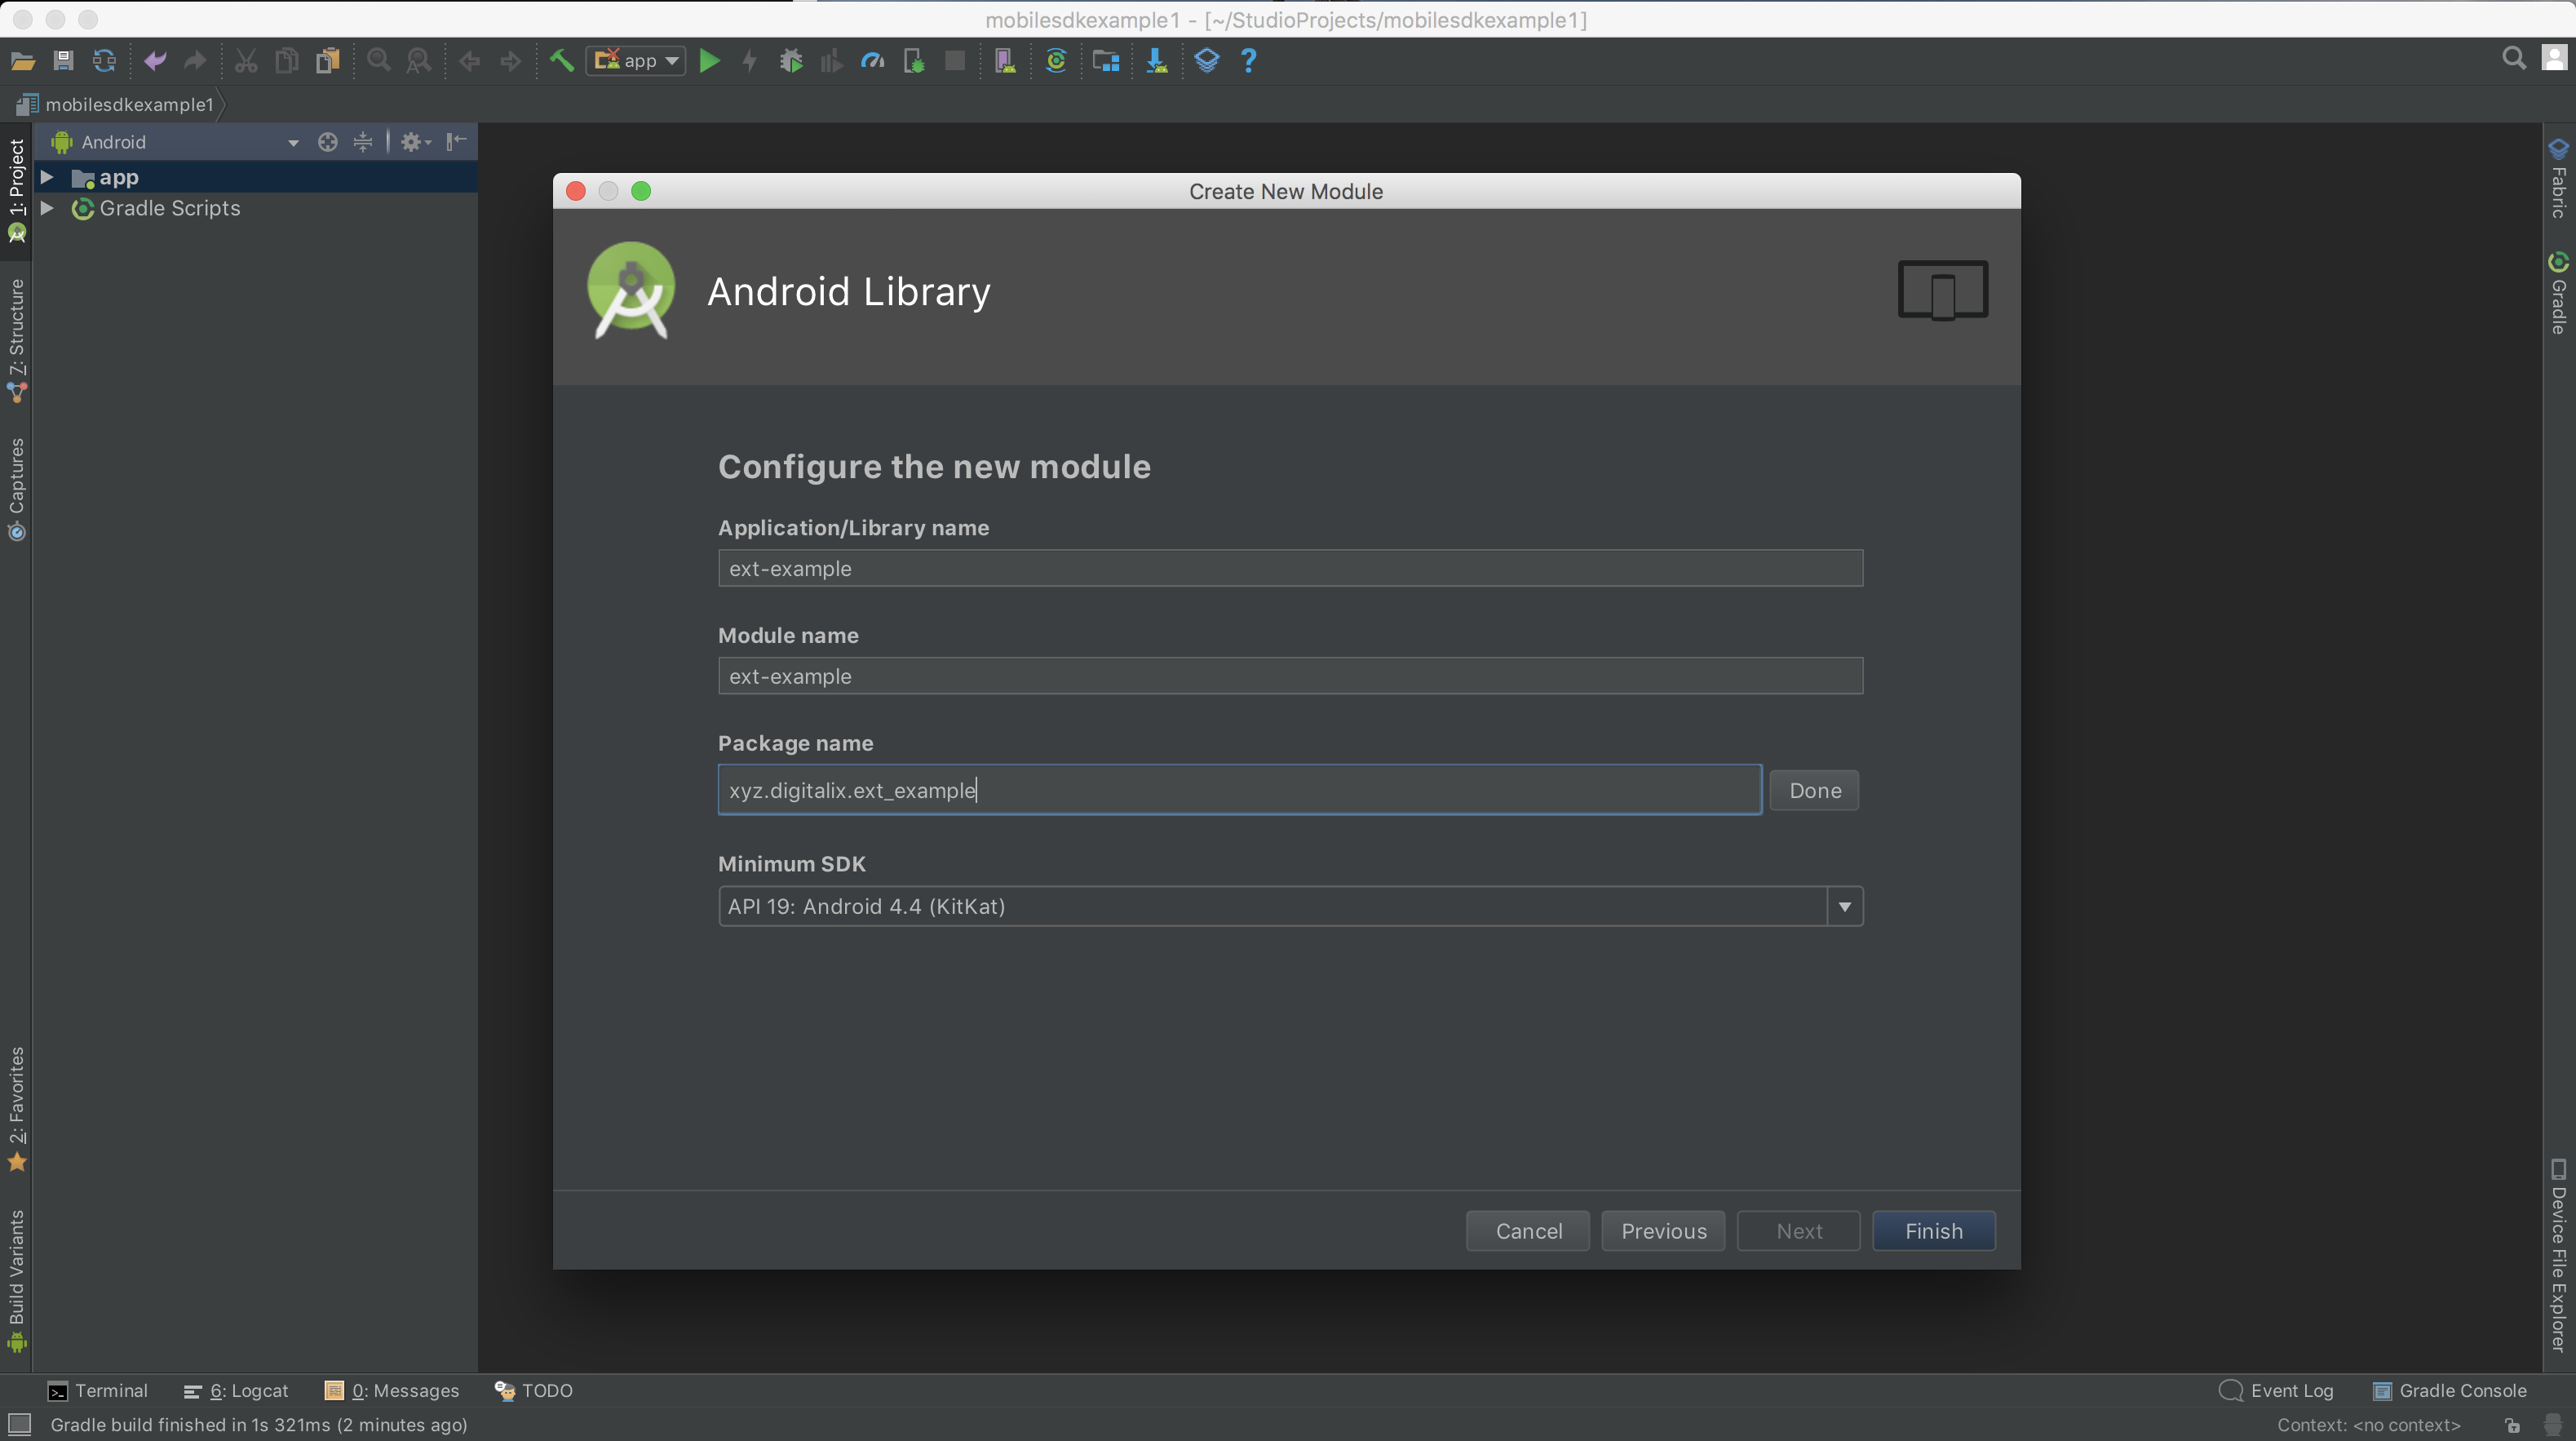 mobilesdkexample1 - [~/StudioProjects/mobilesdkexample1]
app
mobilesdkexample1
Android
app
Gradle Scripts
1: Project
7: Structure
Captures
2: Favorites
Build Variants
Create New Module
Android Library
Configure the new module
Application/Library name
ext-example
Module name
ext-example
Package name
xyz.digitalix.ext_example
Done
Minimum SDK
API 19: Android 4.4 (KitKat)
Cancel
Previous
Next
Finish
Fabric
Gradle
Device File Explorer
Terminal
6: Logcat
0: Messages
TODO
Event Log
Gradle Console
Gradle build finished in 1s 321ms (2 minutes ago)
Context: <no context>